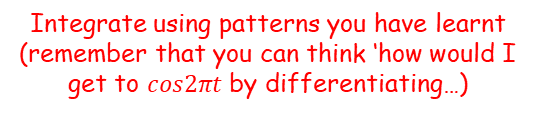 Integrate using patterns you have learnt
(remember that you can think 'how would I
get to cos2πt by differentiating…)